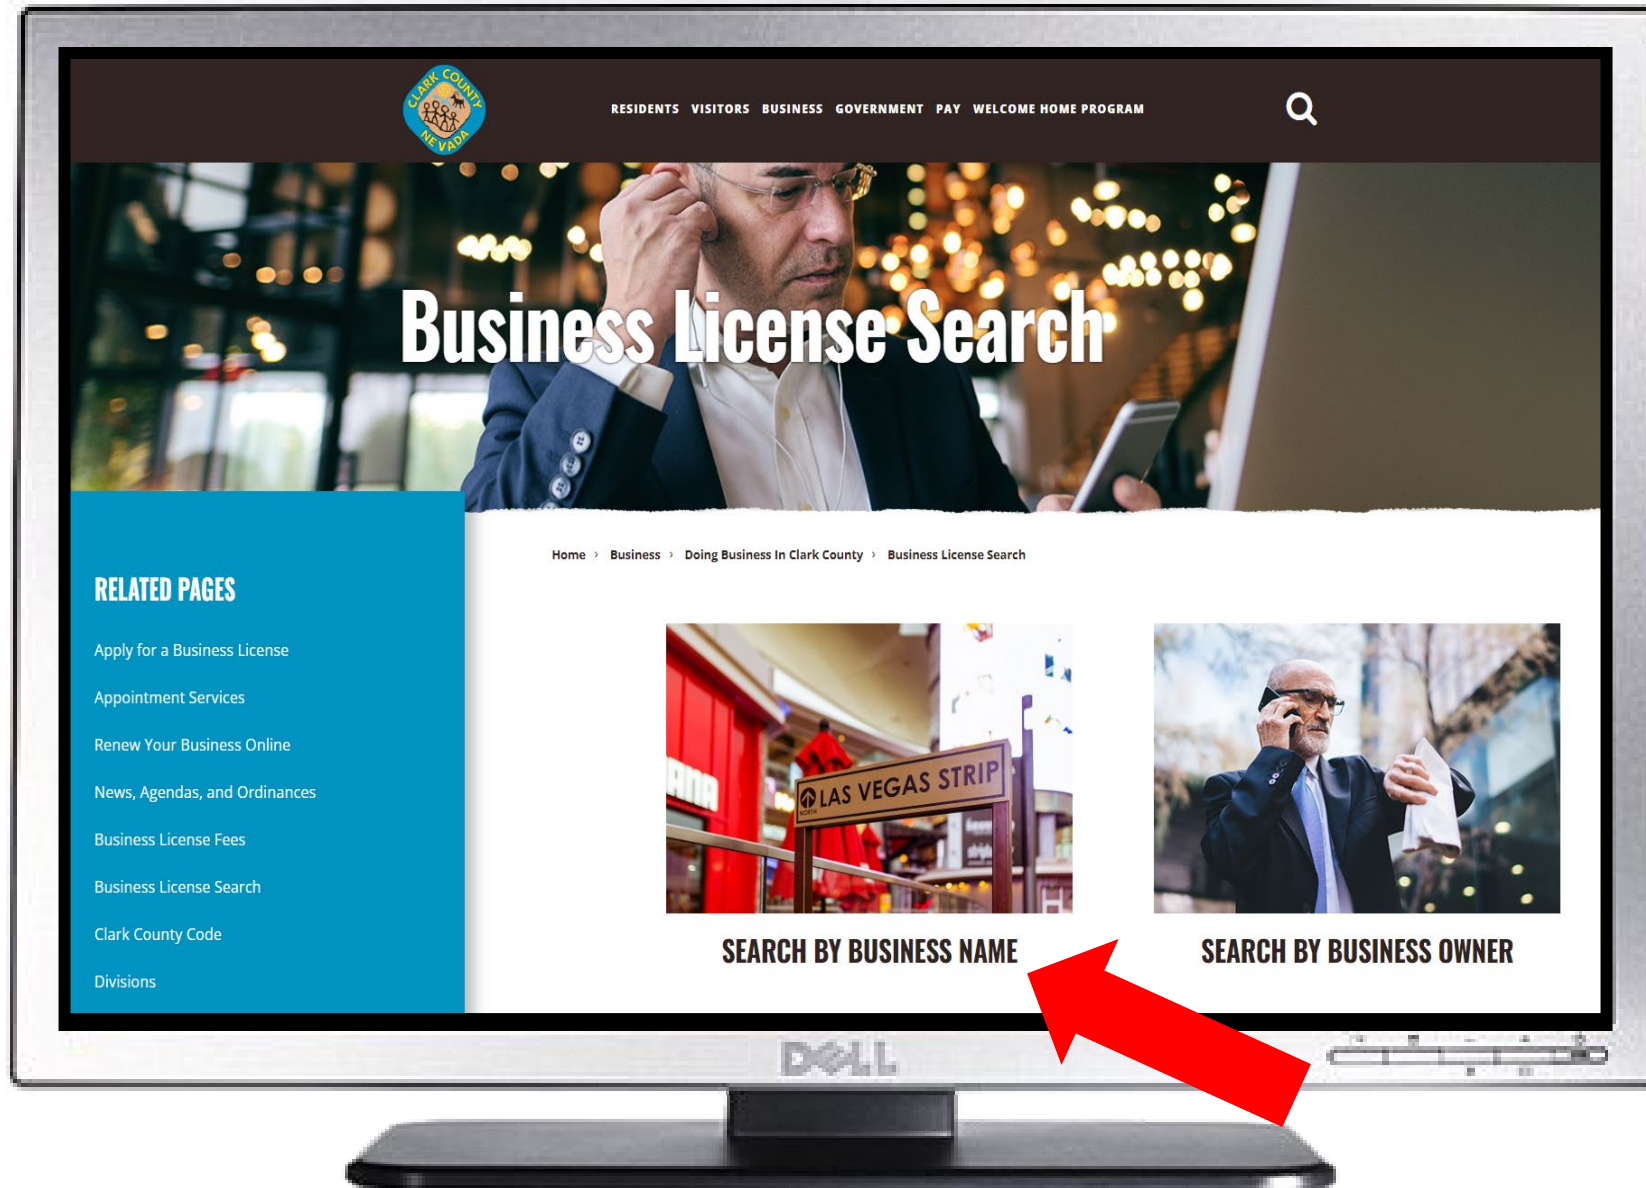 CLARK COUNTY
NEVADA
RESIDENTS VISITORS BUSINESS GOVERNMENT PAY WELCOME HOME PROGRAM
Business License Search
Home › Business › Doing Business In Clark County › Business License Search
RELATED PAGES
Apply for a Business License
Appointment Services
Renew Your Business Online
News, Agendas, and Ordinances
Business License Fees
Business License Search
Clark County Code
Divisions
LAS VEGAS STRIP
NORTH
SEARCH BY BUSINESS NAME
SEARCH BY BUSINESS OWNER
DELL